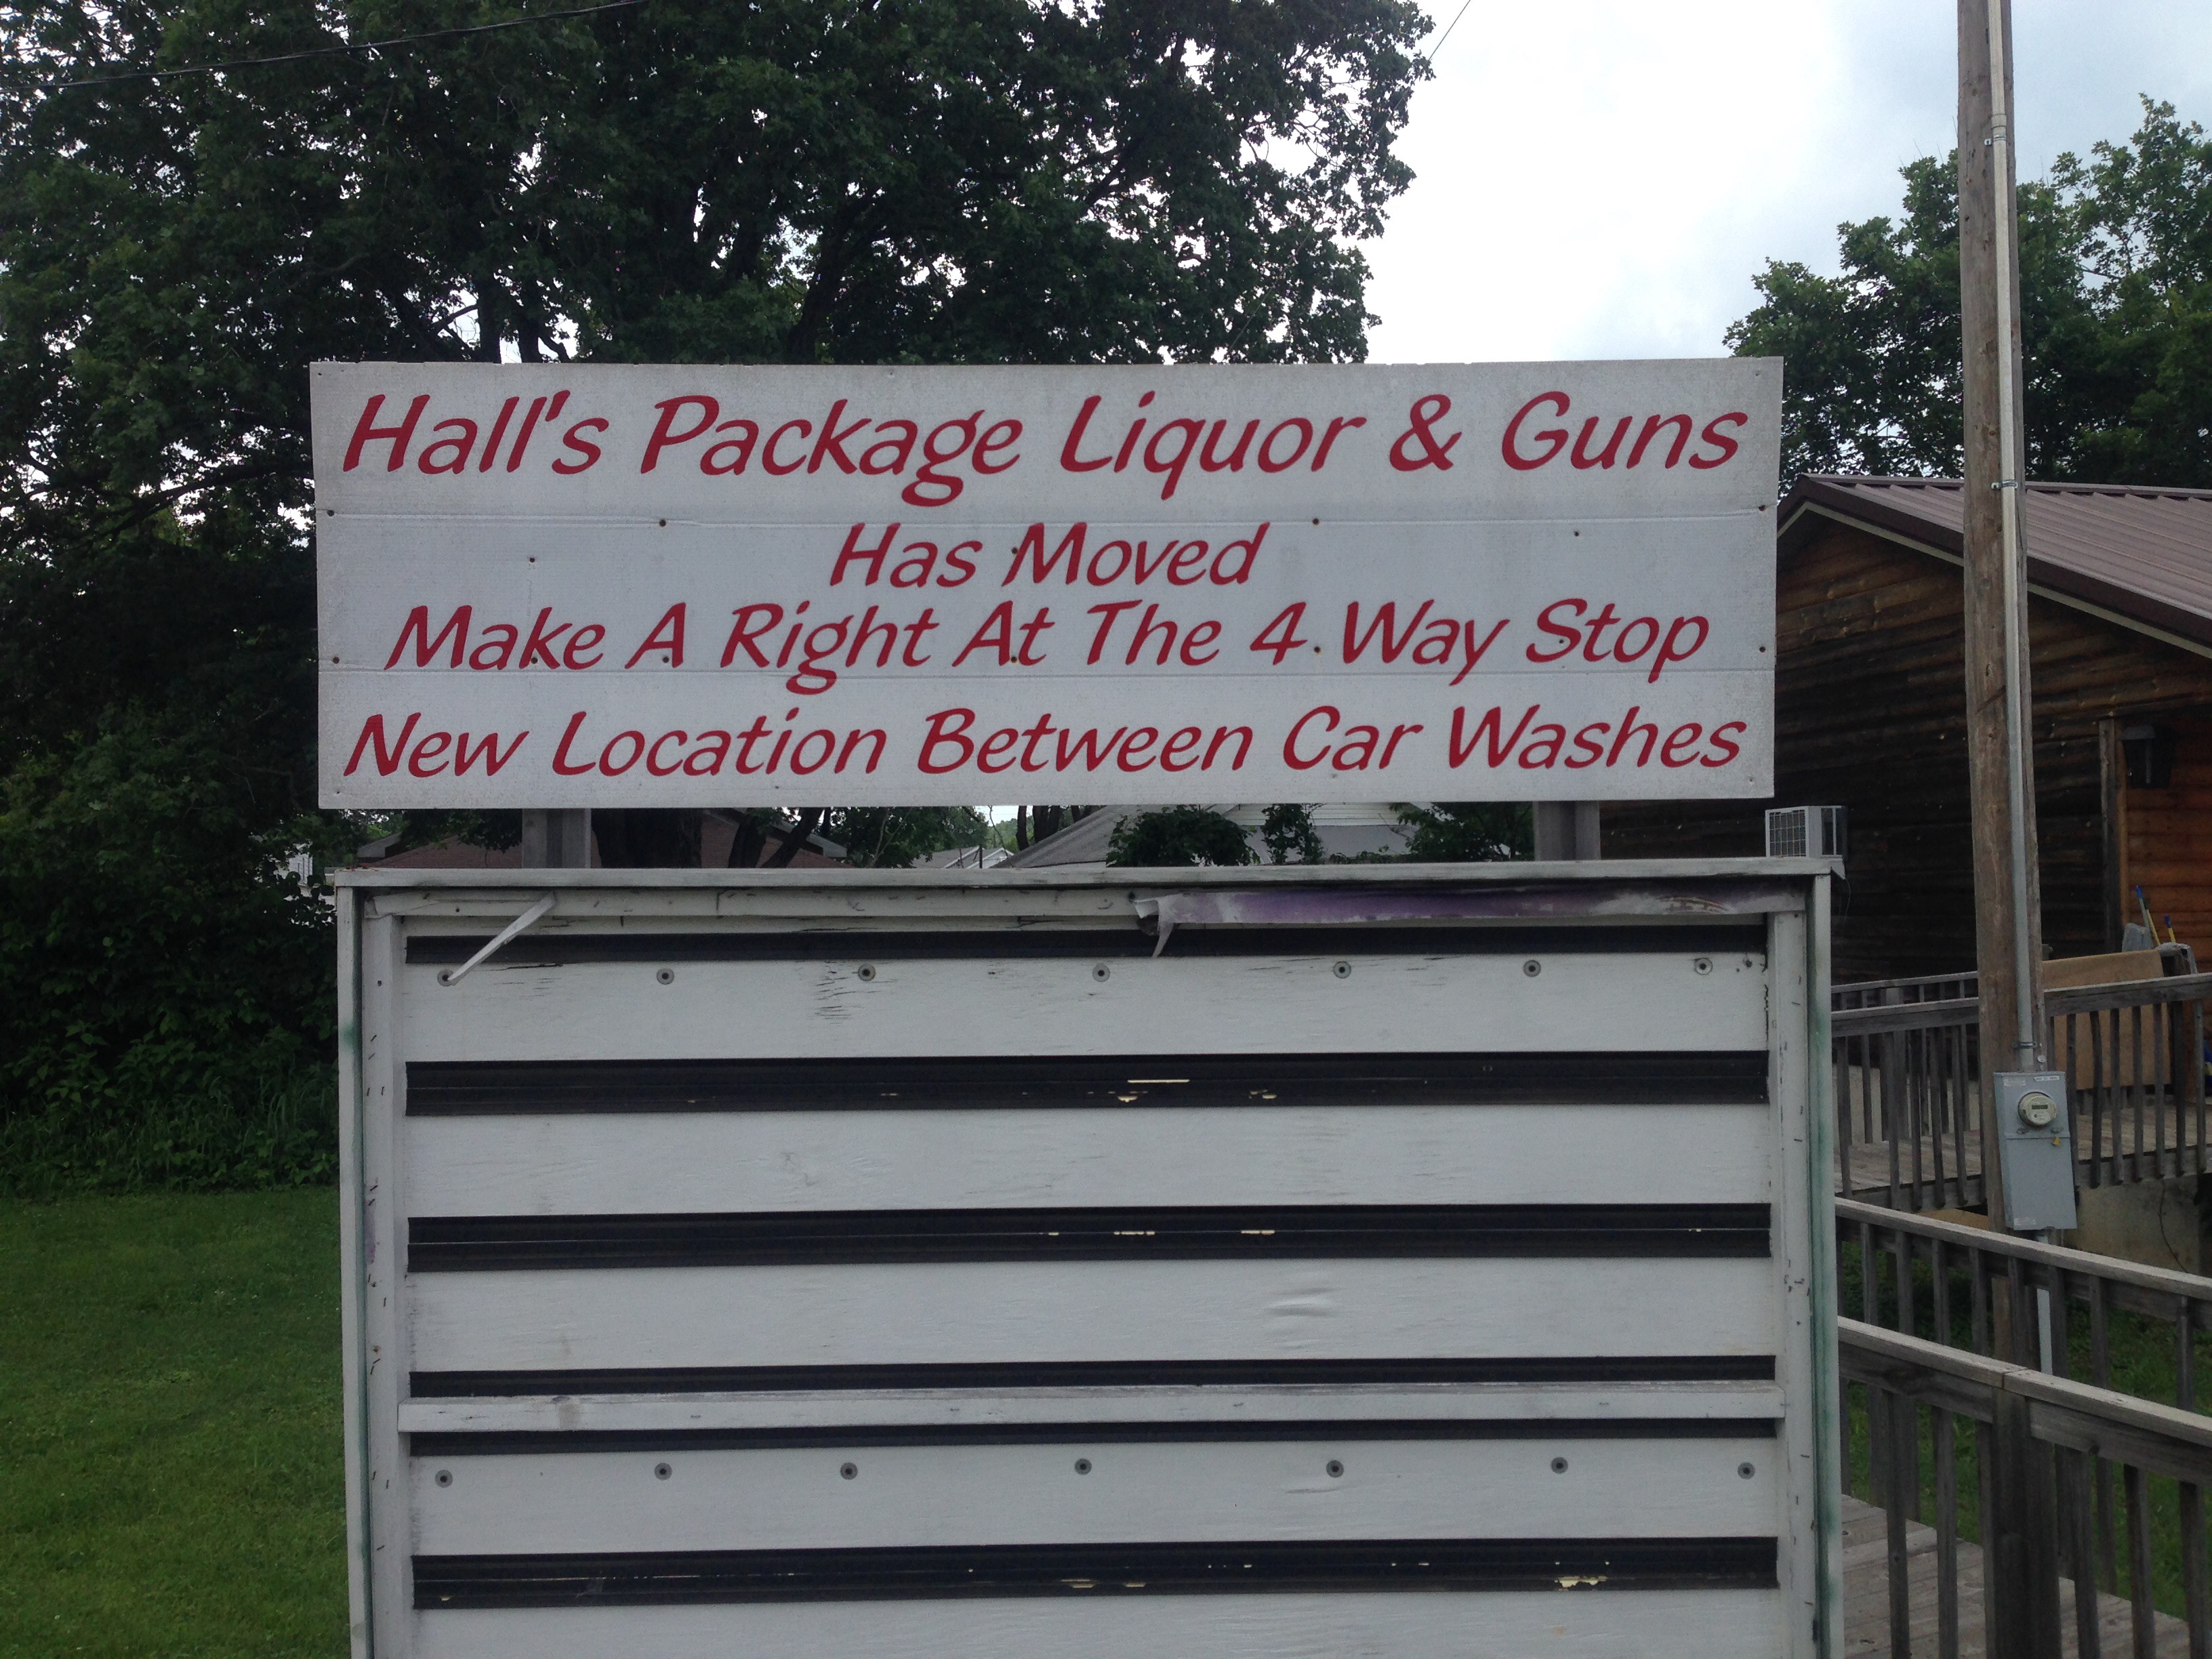 Hall's Package Liquor & Guns
Has Moved
Make A Right At The 4 Way Stop
New Location Between Car Washes